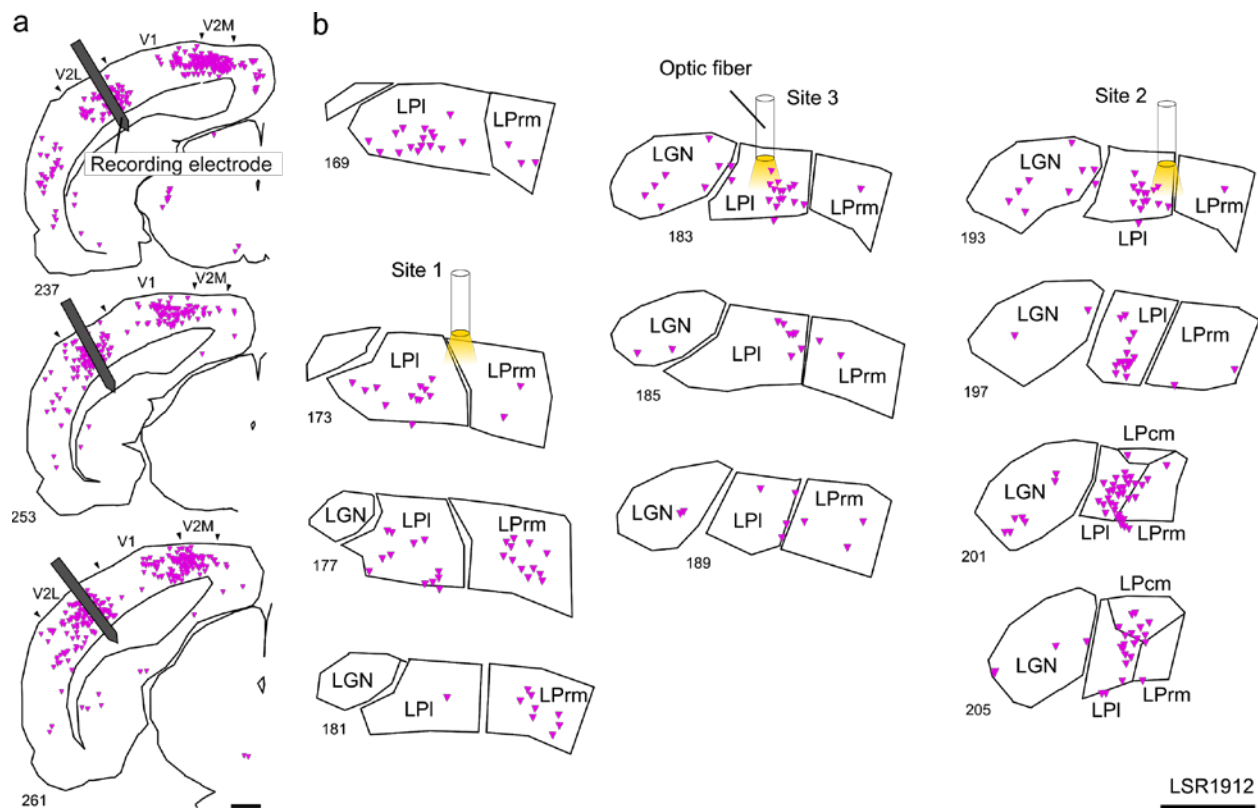 a
V1
V2M
V2L
Recording electrode
237
V1
V2M
V2L
253
V1
V2M
V2L
261
b
LPl
LPrm
169
Site 1
LPl
LPrm
173
LGN
LPl
LPrm
177
LGN
LPl
LPrm
181
Optic fiber
Site 3
LGN
LPl
LPrm
183
LGN
LPl
LPrm
185
LGN
LPl
LPrm
189
Site 2
LGN
LPrm
193
LPl
LGN
LPl
LPrm
197
LPcm
LGN
201
LPl
LPrm
LPcm
LGN
205
LPl
LPrm
LSR1912